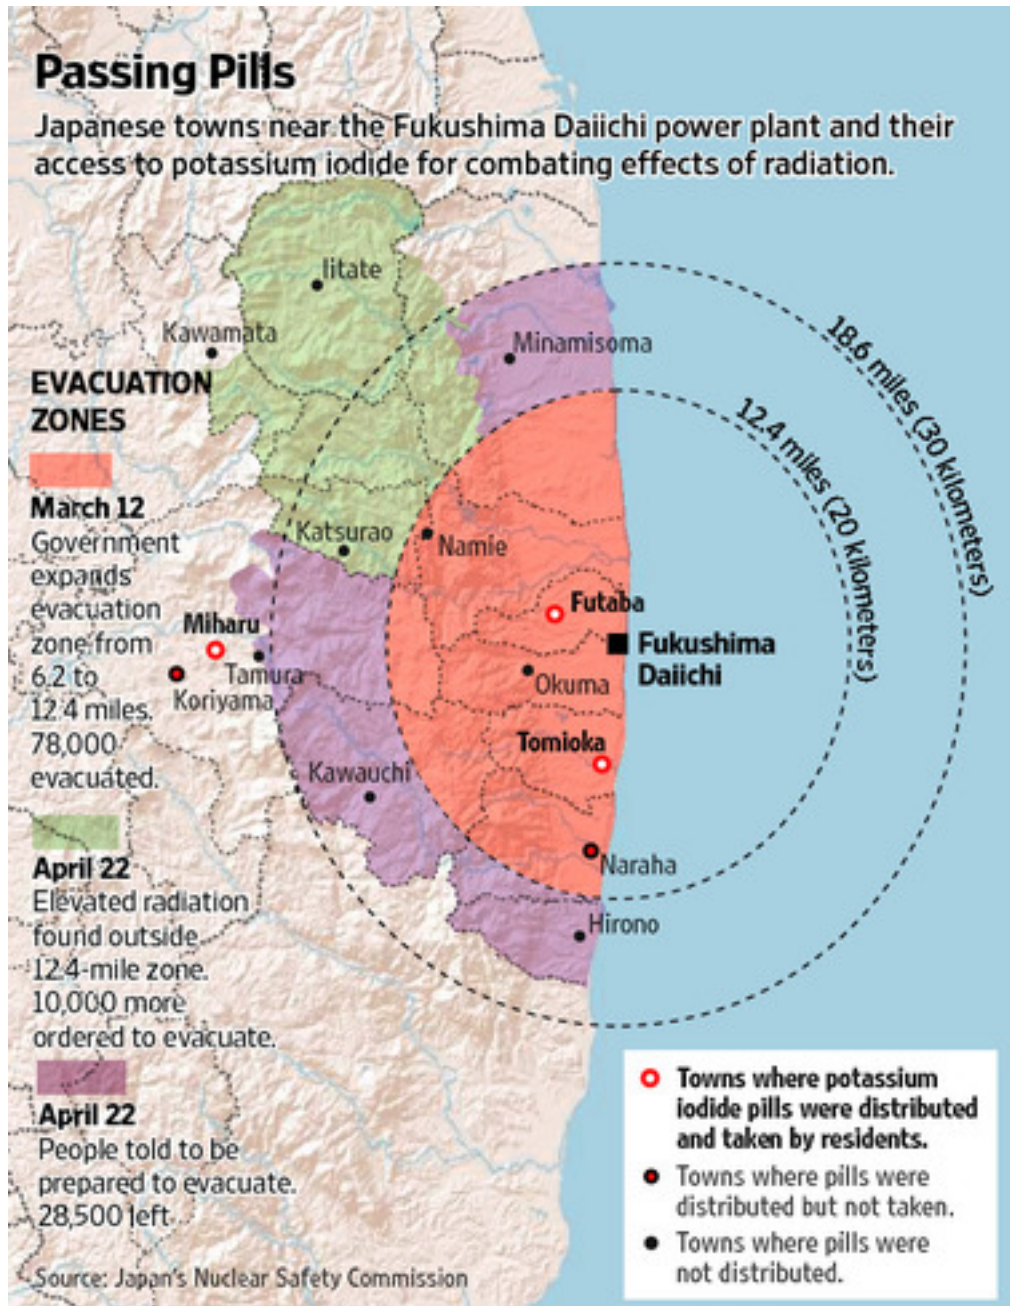 Passing Pills
Japanese towns near the Fukushima Daiichi power plant and their
access to potassium iodide for combating effects of radiation.
Iitate
Kawamata
Minamisoma
18.6 miles (30 kilometers)
12.4 miles (20 kilometers)
EVACUATION
ZONES
March 12
Government
expands
evacuation
zone from
6.2 to
12.4 miles.
78,000
evacuated.
Katsurao
Namie
Futaba
Fukushima
Daiichi
Miharu
Tamura
Koriyama
Okuma
Tomioka
Kawauchi
Naraha
Hirono
April 22
Elevated radiation
found outside
12.4-mile zone.
10,000 more
ordered to evacuate.
April 22
People told to be
prepared to evacuate.
28,500 left.
Towns where potassium
iodide pills were distributed
and taken by residents.
Towns where pills were
distributed but not taken.
Towns where pills were
not distributed.
Source: Japan's Nuclear Safety Commission